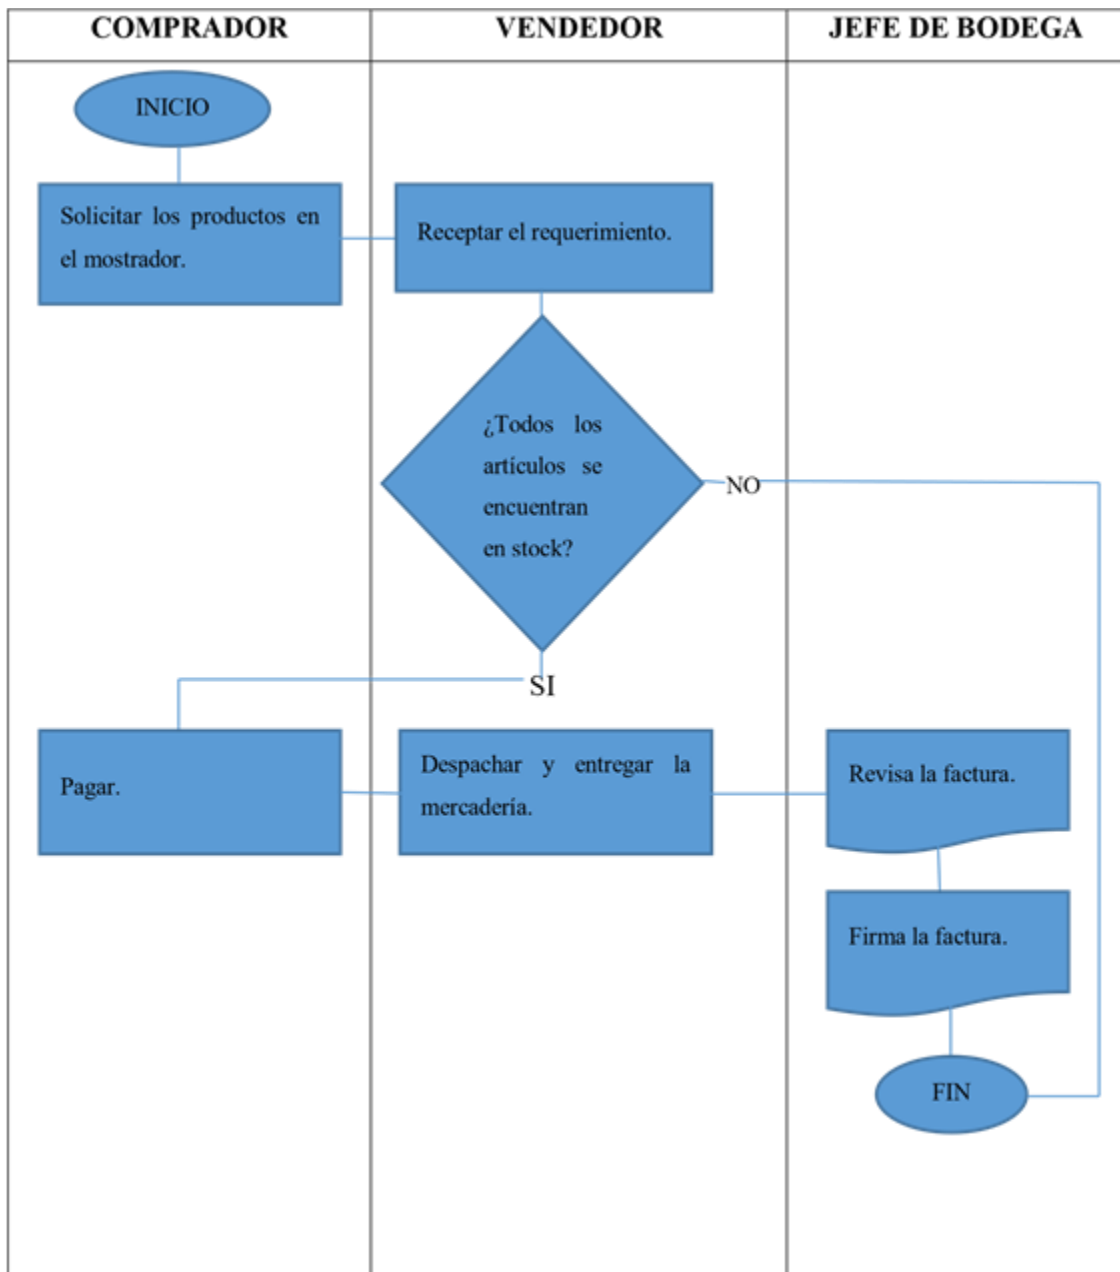 COMPRADOR
VENDEDOR
JEFE DE BODEGA
INICIO
Solicitar los productos en
el mostrador.
Receptar el requerimiento.
¿Todos los
artículos se
encuentran
en stock?
NO
SI
Pagar.
Despachar y entregar la
mercadería.
Revisa la factura.
Firma la factura.
FIN